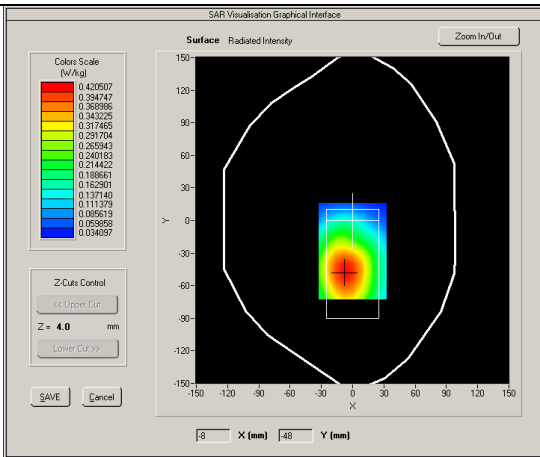 SAR Visualisation Graphical Interface
Surface Radiated Intensity
Zoom In/Out
Colors Scale
(W/kg)
0.420507
0.394747
0.368986
0.343225
0.317465
0.291704
0.265943
0.240183
0.214422
0.188661
0.162901
0.137140
0.111379
0.085619
0.059858
0.034097
Z-Cuts Control
<< Upper Cut
Z = 4.0 mm
Lower Cut >>
SAVE Cancel
150
120
90
60
30
0
-30
-60
-90
-120
-150
Y
-150 -120 -90 -60 -30 0 30 60 90 120 150
X
-8 X (mm) -48 Y (mm)